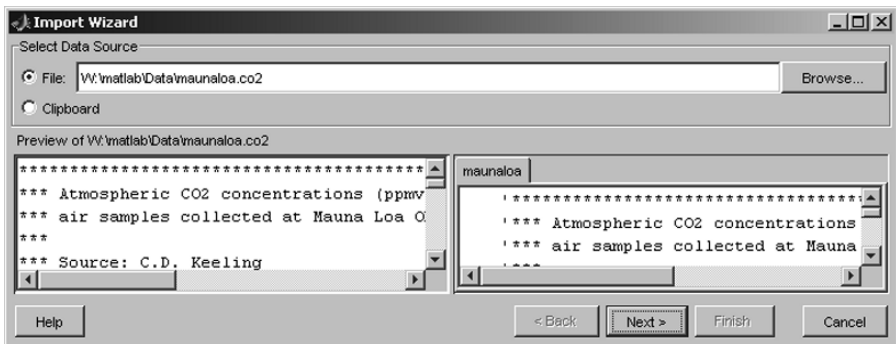 Import Wizard
Select Data Source
File: W:\matlab\Data\maunaloa.co2 Browse...
Clipboard
Preview of W:\matlab\Data\maunaloa.co2
*****************************************
*** Atmospheric CO2 concentrations (ppmv
*** air samples collected at Mauna Loa O
***
*** Source: C.D. Keeling
maunaloa
'***********************************
'*** Atmospheric CO2 concentrations
'*** air samples collected at Mauna
'***
Help < Back Next > Finish Cancel